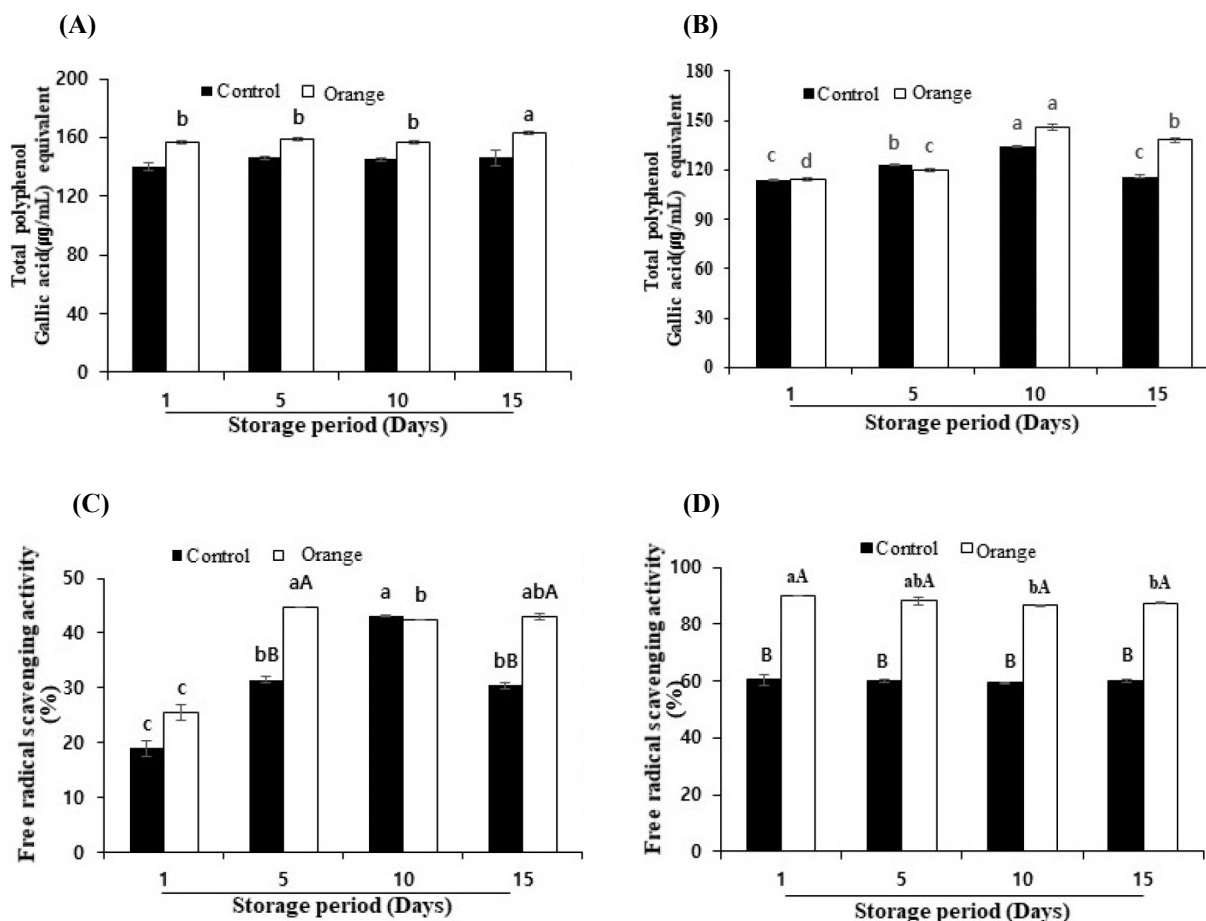 (A)
Total polyphenol
Gallic acid(μg/mL) equivalent
200
160
120
80
40
0
Control Orange
b b b a
1 5 10 15
Storage period (Days)
(B)
Total polyphenol
Gallic acid(μg/mL) equivalent
180
150
120
90
60
30
0
Control Orange
c d b c a a c b
1 5 10 15
Storage period (Days)
(C)
Free radical scavenging activity
(%)
50
40
30
20
10
0
Control Orange
c c bB aA a b bB abA
1 5 10 15
Storage period (Days)
(D)
Free radical scavenging activity
(%)
100
80
60
40
20
0
Control Orange
B aA B abA B bA B bA
1 5 10 15
Storage period (Days)